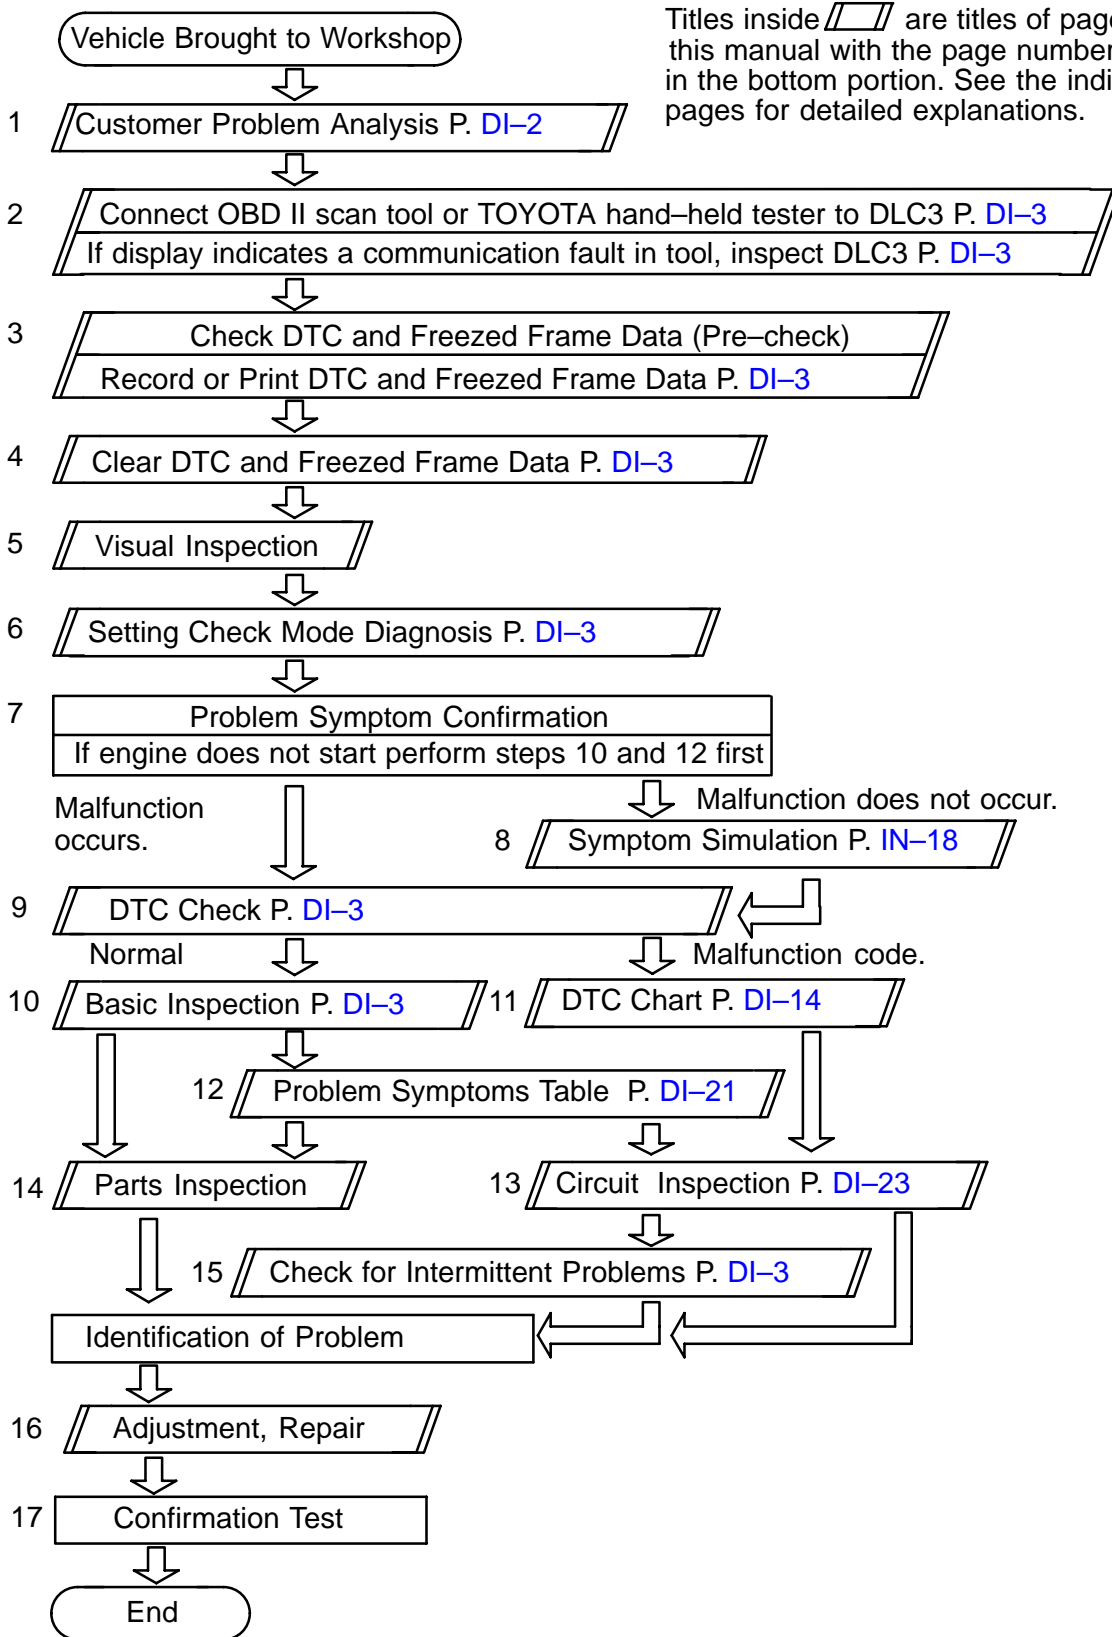 Vehicle Brought to Workshop
Titles inside are titles of page
this manual with the page number
in the bottom portion. See the indi
pages for detailed explanations.
1 Customer Problem Analysis P. DI–2
2 Connect OBD II scan tool or TOYOTA hand–held tester to DLC3 P. DI–3
If display indicates a communication fault in tool, inspect DLC3 P. DI–3
3 Check DTC and Freezed Frame Data (Pre–check)
Record or Print DTC and Freezed Frame Data P. DI–3
4 Clear DTC and Freezed Frame Data P. DI–3
5 Visual Inspection
6 Setting Check Mode Diagnosis P. DI–3
7 Problem Symptom Confirmation
If engine does not start perform steps 10 and 12 first
Malfunction
occurs.
Malfunction does not occur.
8 Symptom Simulation P. IN–18
9 DTC Check P. DI–3
Normal
Malfunction code.
10 Basic Inspection P. DI–3
11 DTC Chart P. DI–14
12 Problem Symptoms Table P. DI–21
14 Parts Inspection
13 Circuit Inspection P. DI–23
15 Check for Intermittent Problems P. DI–3
Identification of Problem
16 Adjustment, Repair
17 Confirmation Test
End